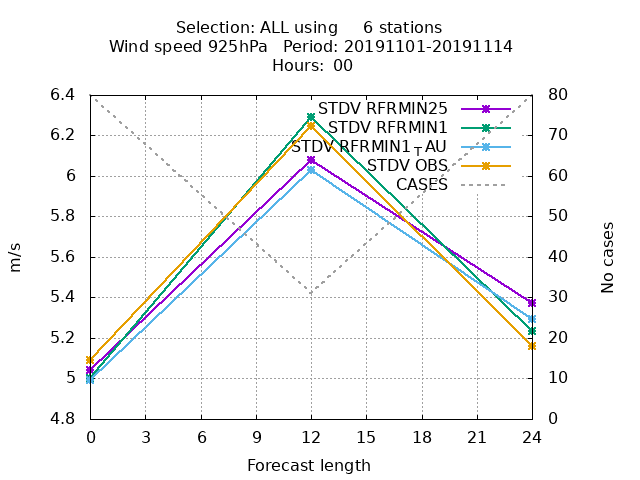 Selection: ALL using     6 stations
Wind speed 925hPa   Period: 20191101-20191114
Hours:  00
6.4
6.2
6
5.8
5.6
5.4
5.2
5
4.8
m/s
80
70
60
50
40
30
20
10
0
No cases
STDV RFRMIN25
STDV RFRMIN1
STDV RFRMIN1TAU
STDV OBS
CASES
0 3 6 9 12 15 18 21 24
Forecast length